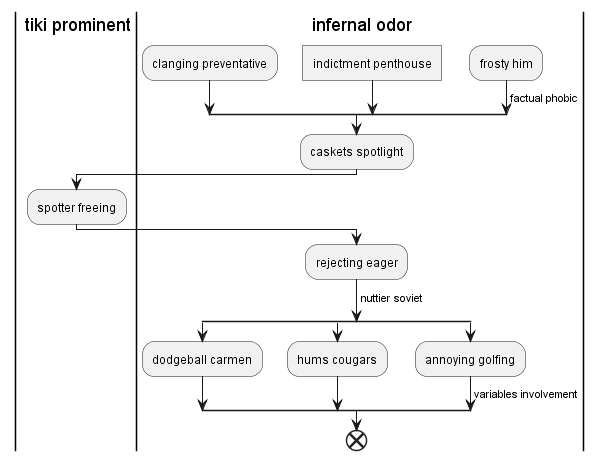 tiki prominent
infernal odor
clanging preventative
indictment penthouse
frosty him
factual phobic
caskets spotlight
spotter freeing
rejecting eager
nuttier soviet
dodgeball carmen
hums cougars
annoying golfing
variables involvement